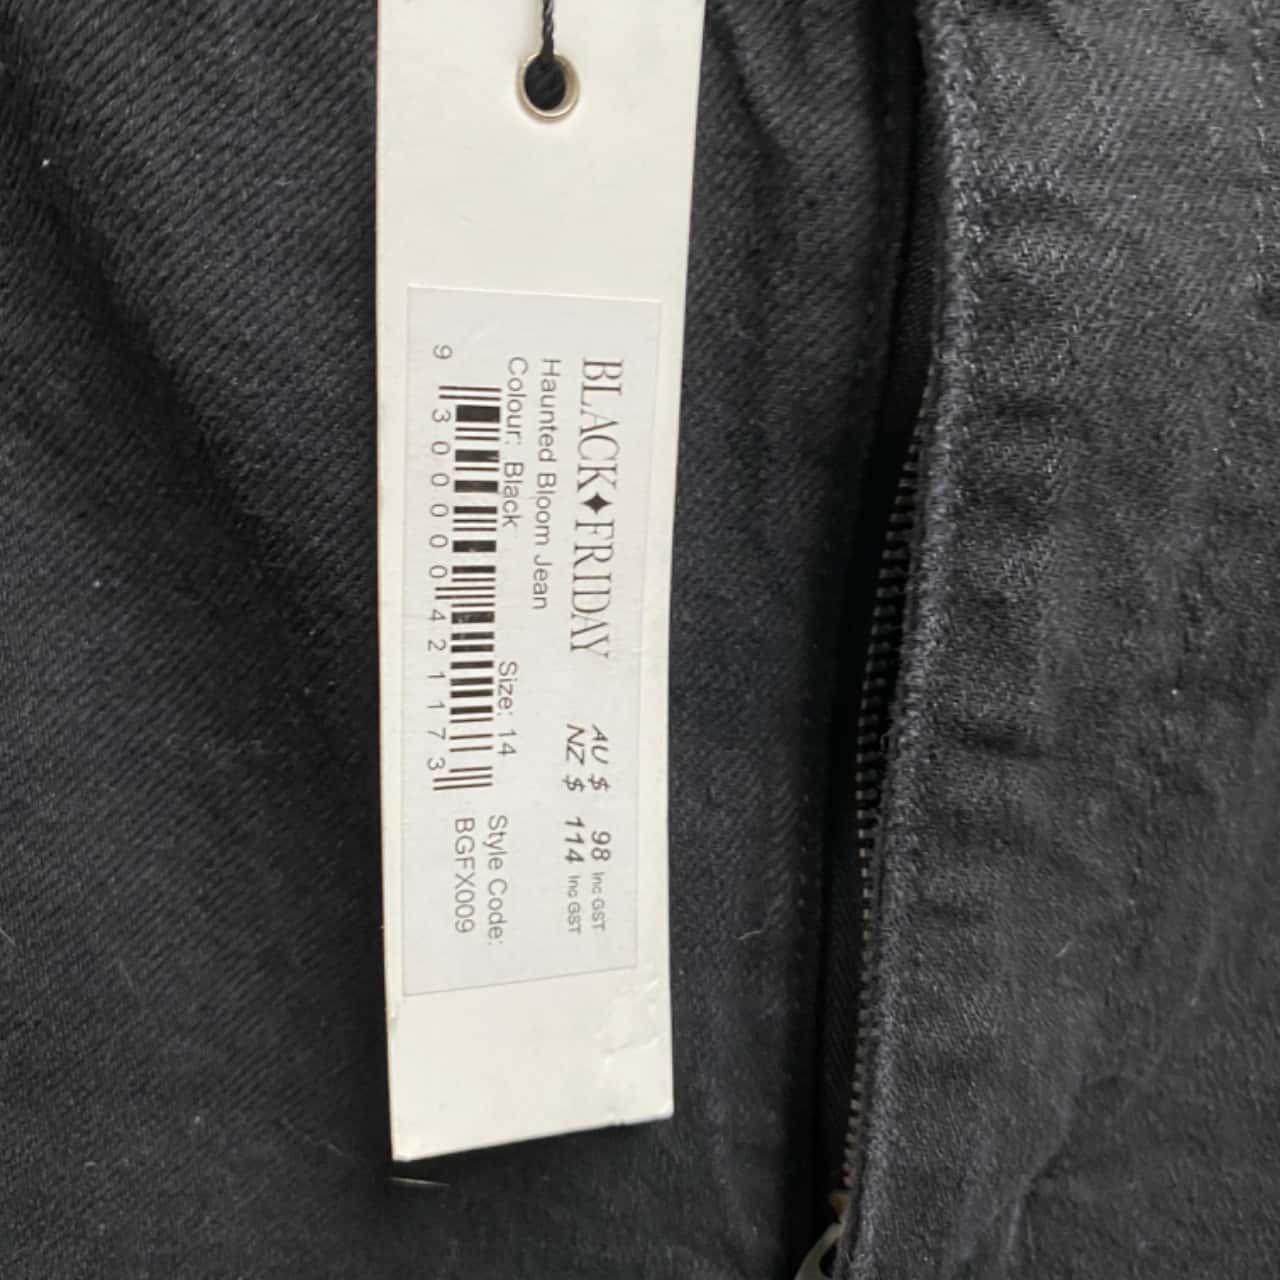 BLACK✦FRIDAY
AU $ 98 Inc GST
NZ $ 114 Inc GST
Haunted Bloom Jean
Colour: Black
Size: 14
Style Code:
BGFX009
9 300000 421173